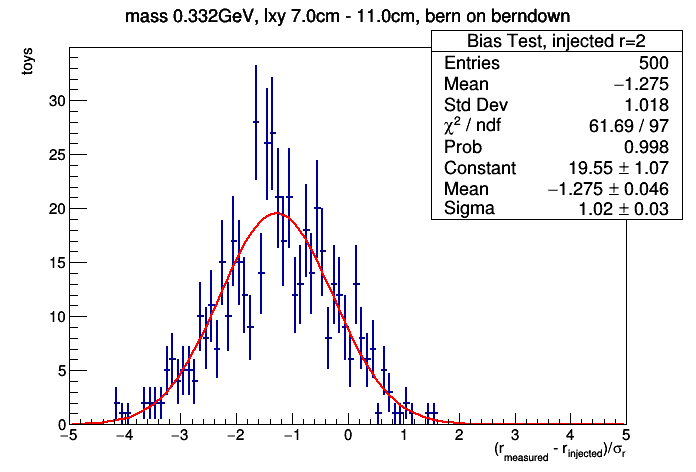 mass 0.332GeV, lxy 7.0cm - 11.0cm, bern on berndown
toys
Bias Test, injected r=2
Entries 500
Mean −1.275
Std Dev 1.018
χ² / ndf 61.69 / 97
Prob 0.998
Constant 19.55 ± 1.07
Mean −1.275 ± 0.046
Sigma 1.02 ± 0.03
30
25
20
15
10
5
0
−5 −4 −3 −2 −1 0 1 2 3 4 5
(r_measured - r_injected)/σ_r